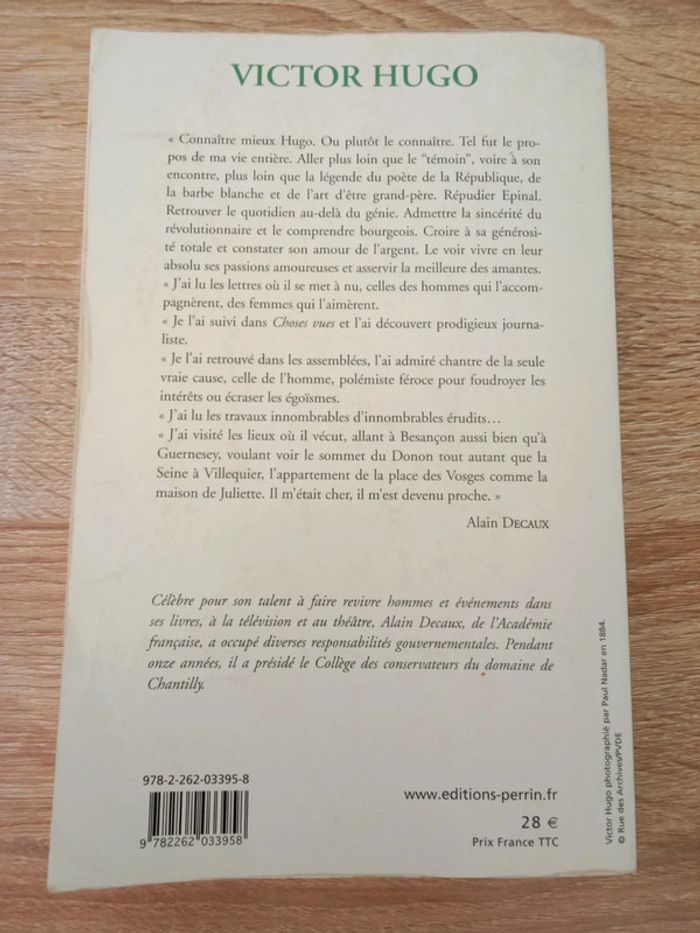 VICTOR HUGO
« Connaître mieux Hugo. Ou plutôt le connaître. Tel fut le pro-
pos de ma vie entière. Aller plus loin que le “témoin”, voire à son
encontre, plus loin que la légende du poète de la République, de
la barbe blanche et de l’art d’être grand-père. Répudier Epinal.
Retrouver le quotidien au-delà du génie. Admettre la sincérité du
révolutionnaire et le comprendre bourgeois. Croire à sa générosi-
té totale et constater son amour de l’argent. Le voir vivre en leur
absolu ses passions amoureuses et asservir la meilleure des amantes.
« J’ai lu les lettres où il se met à nu, celles des hommes qui l’accom-
pagnèrent, des femmes qui l’aimèrent.
« Je l’ai suivi dans Choses vues et l’ai découvert prodigieux journa-
liste.
« Je l’ai retrouvé dans les assemblées, l’ai admiré chantre de la seule
vraie cause, celle de l’homme, polémiste féroce pour foudroyer les
intérêts ou écraser les égoïsmes.
« J’ai lu les travaux innombrables d’innombrables érudits…
« J’ai visité les lieux où il vécut, allant à Besançon aussi bien qu’à
Guernesey, voulant voir le sommet du Donon tout autant que la
Seine à Villequier, l’appartement de la place des Vosges comme la
maison de Juliette. Il m’était cher, il m’est devenu proche. »
Alain DECAUX
Célèbre pour son talent à faire revivre hommes et événements dans
ses livres, à la télévision et au théâtre, Alain Decaux, de l’Académie
française, a occupé diverses responsabilités gouvernementales. Pendant
onze années, il a présidé le Collège des conservateurs du domaine de
Chantilly.
978-2-262-03395-8
9 782262 033958
www.editions-perrin.fr
28 €
Prix France TTC
Victor Hugo photographié par Paul Nadar en 1884.
© Rue des Archives/PVDE